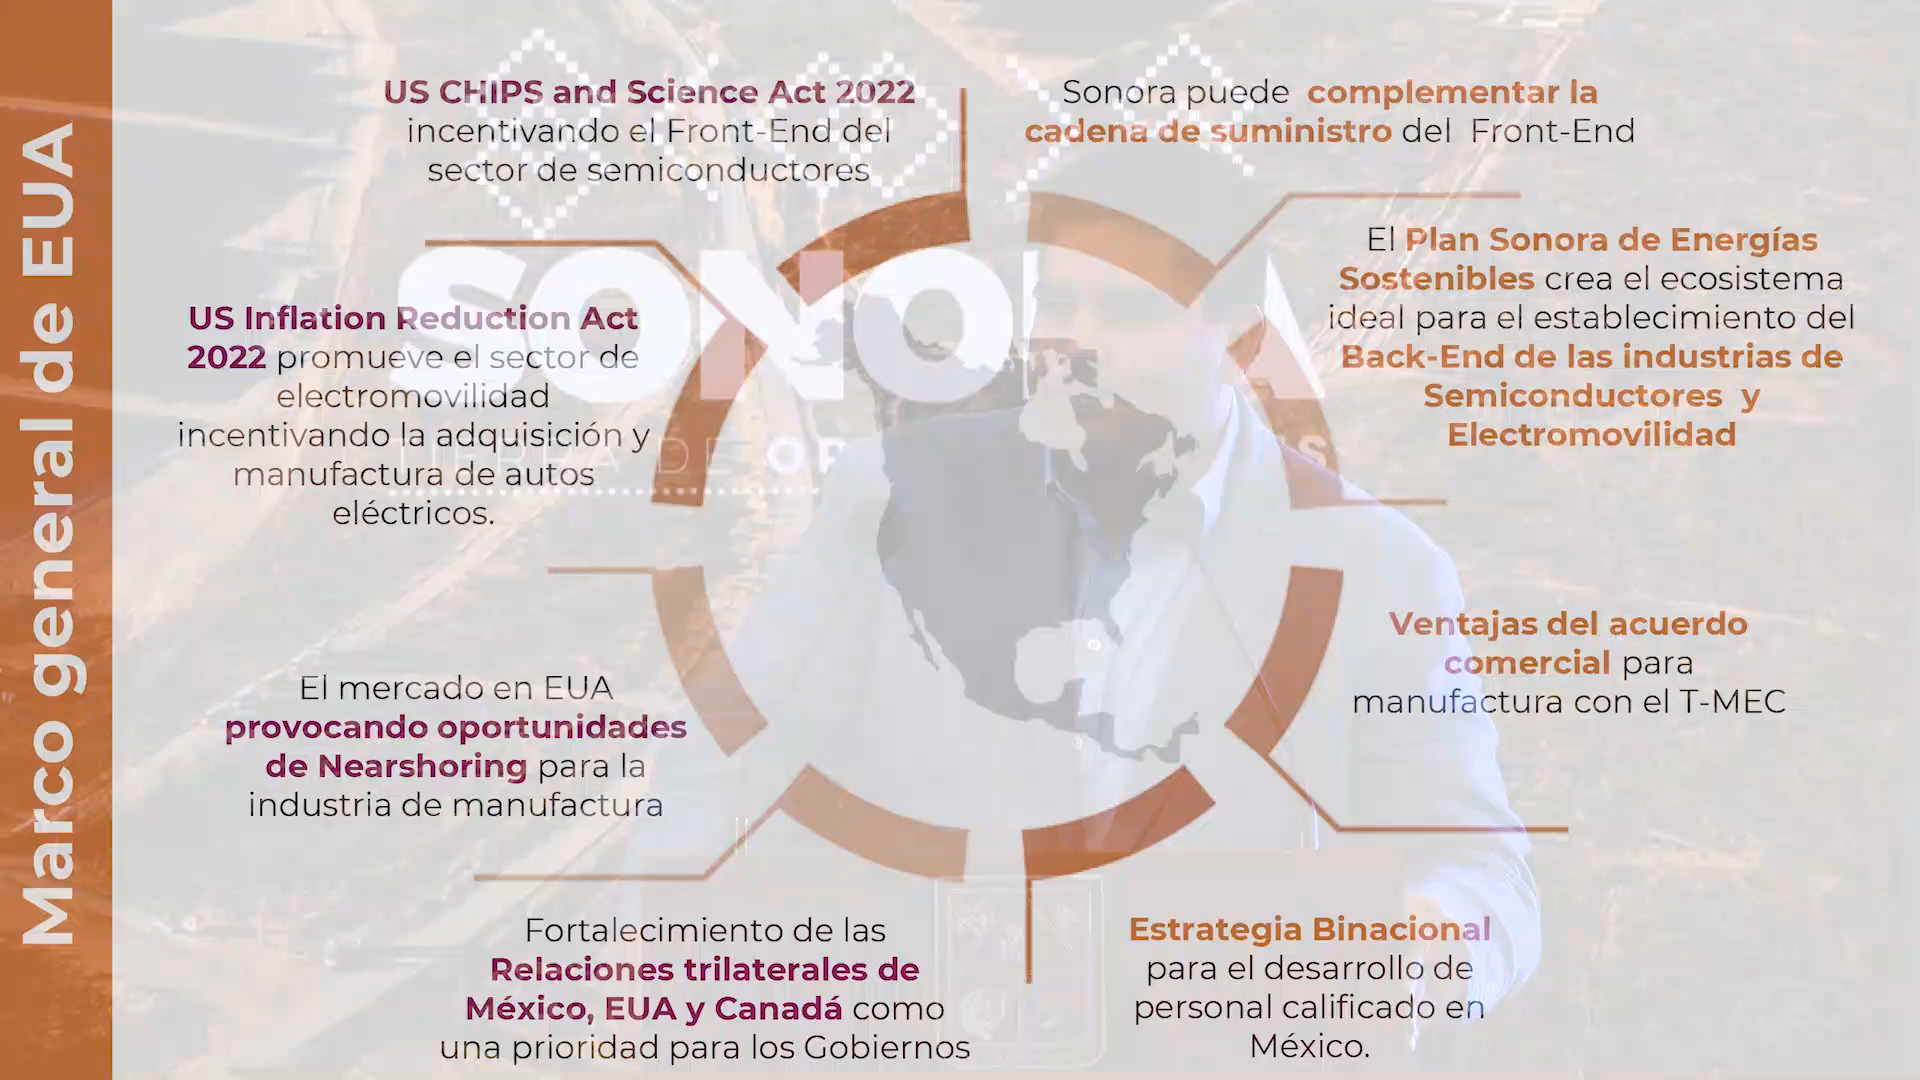 Marco general de EUA
US CHIPS and Science Act 2022
incentivando el Front-End del
sector de semiconductores
US Inflation Reduction Act
2022 promueve el sector de
electromovilidad
incentivando la adquisición y
manufactura de autos
eléctricos.
El mercado en EUA
provocando oportunidades
de Nearshoring para la
industria de manufactura
Fortalecimiento de las
Relaciones trilaterales de
México, EUA y Canadá como
una prioridad para los Gobiernos
Sonora puede complementar la
cadena de suministro del Front-End
El Plan Sonora de Energías
Sostenibles crea el ecosistema
ideal para el establecimiento del
Back-End de las industrias de
Semiconductores y
Electromovilidad
Ventajas del acuerdo
comercial para
manufactura con el T-MEC
Estrategia Binacional
para el desarrollo de
personal calificado en
México.